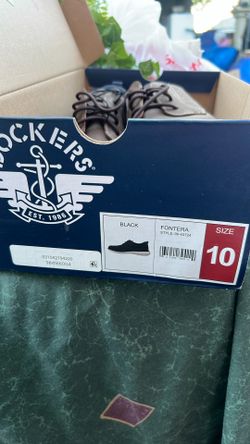 DOCKERS®
EST. 1986
BLACK
FONTERA
SIZE
10